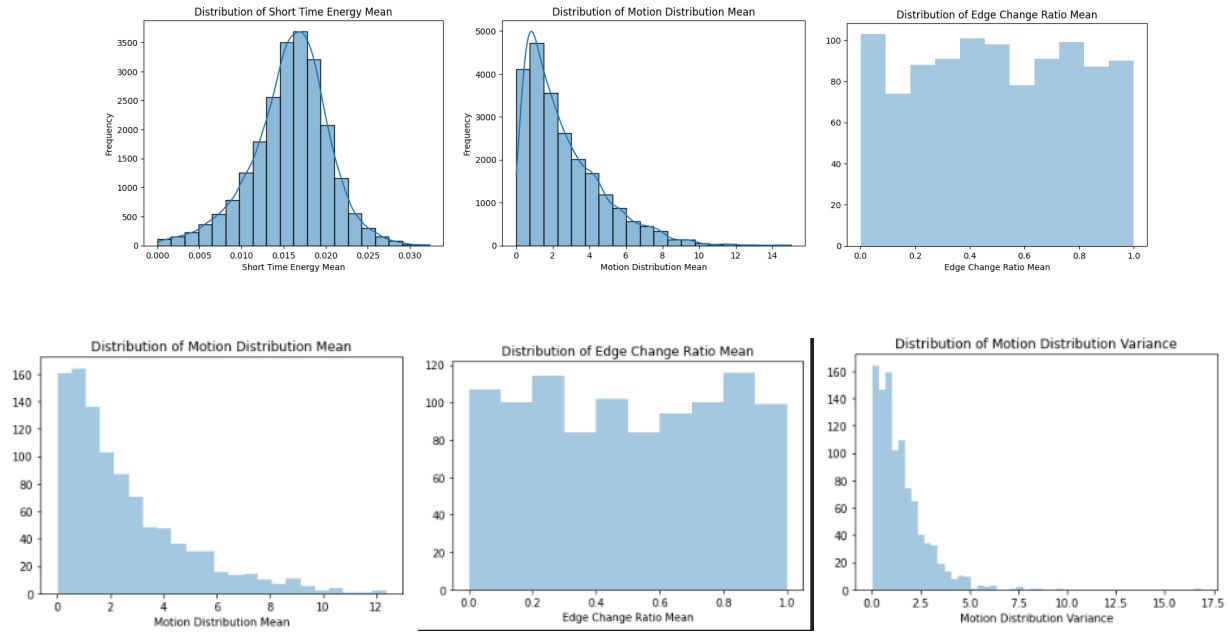 Distribution of Short Time Energy Mean
Frequency
3500
3000
2500
2000
1500
1000
500
0
0.000 0.005 0.010 0.015 0.020 0.025 0.030
Short Time Energy Mean
Distribution of Motion Distribution Mean
Frequency
5000
4000
3000
2000
1000
0
0 2 4 6 8 10 12 14
Motion Distribution Mean
Distribution of Edge Change Ratio Mean
100
80
60
40
20
0
0.0 0.2 0.4 0.6 0.8 1.0
Edge Change Ratio Mean
Distribution of Motion Distribution Mean
160
140
120
100
80
60
40
20
0
0 2 4 6 8 10 12
Motion Distribution Mean
Distribution of Edge Change Ratio Mean
120
100
80
60
40
20
0
0.0 0.2 0.4 0.6 0.8 1.0
Edge Change Ratio Mean
Distribution of Motion Distribution Variance
160
140
120
100
80
60
40
20
0
0.0 2.5 5.0 7.5 10.0 12.5 15.0 17.5
Motion Distribution Variance